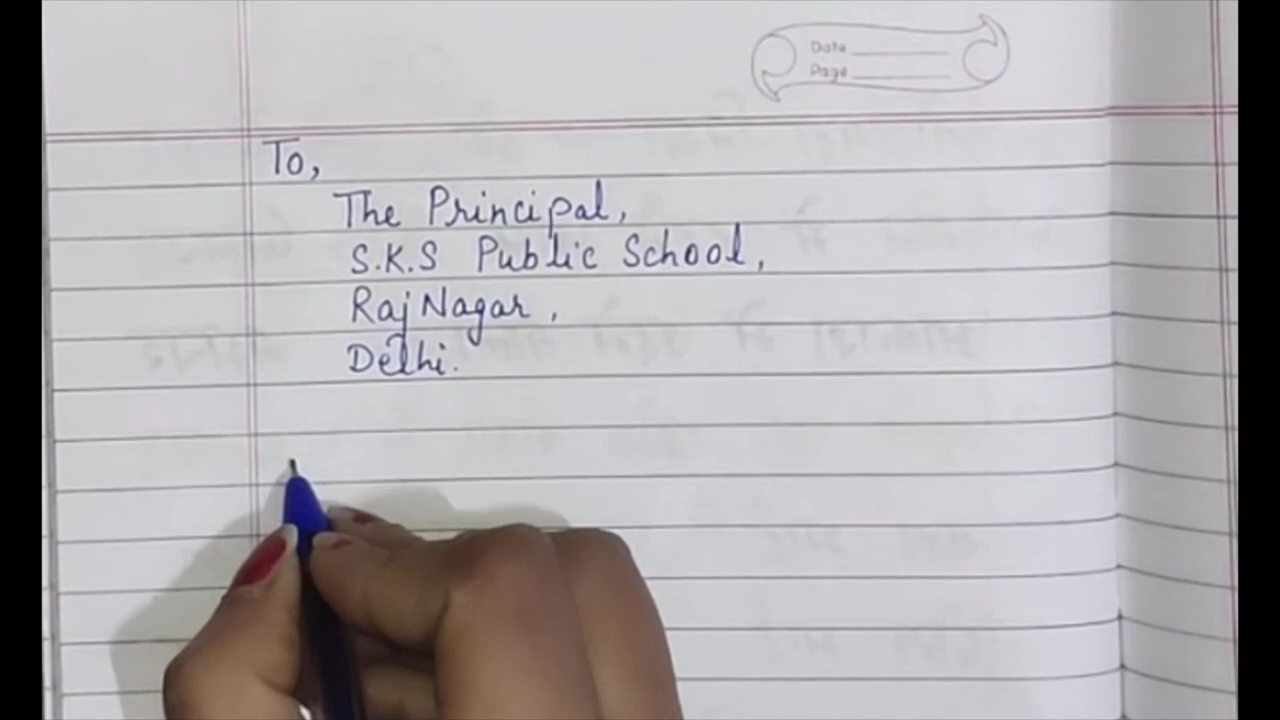 Date
Page
To,
The Principal,
S.K.S Public School,
Raj Nagar,
Delhi.